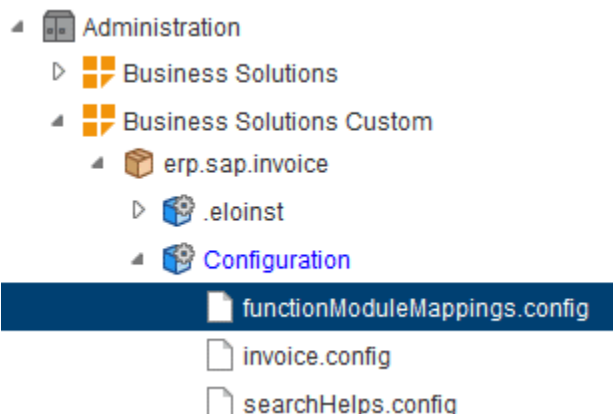 Administration
Business Solutions
Business Solutions Custom
erp.sap.invoice
.eloinst
Configuration
functionModuleMappings.config
invoice.config
searchHelps.config